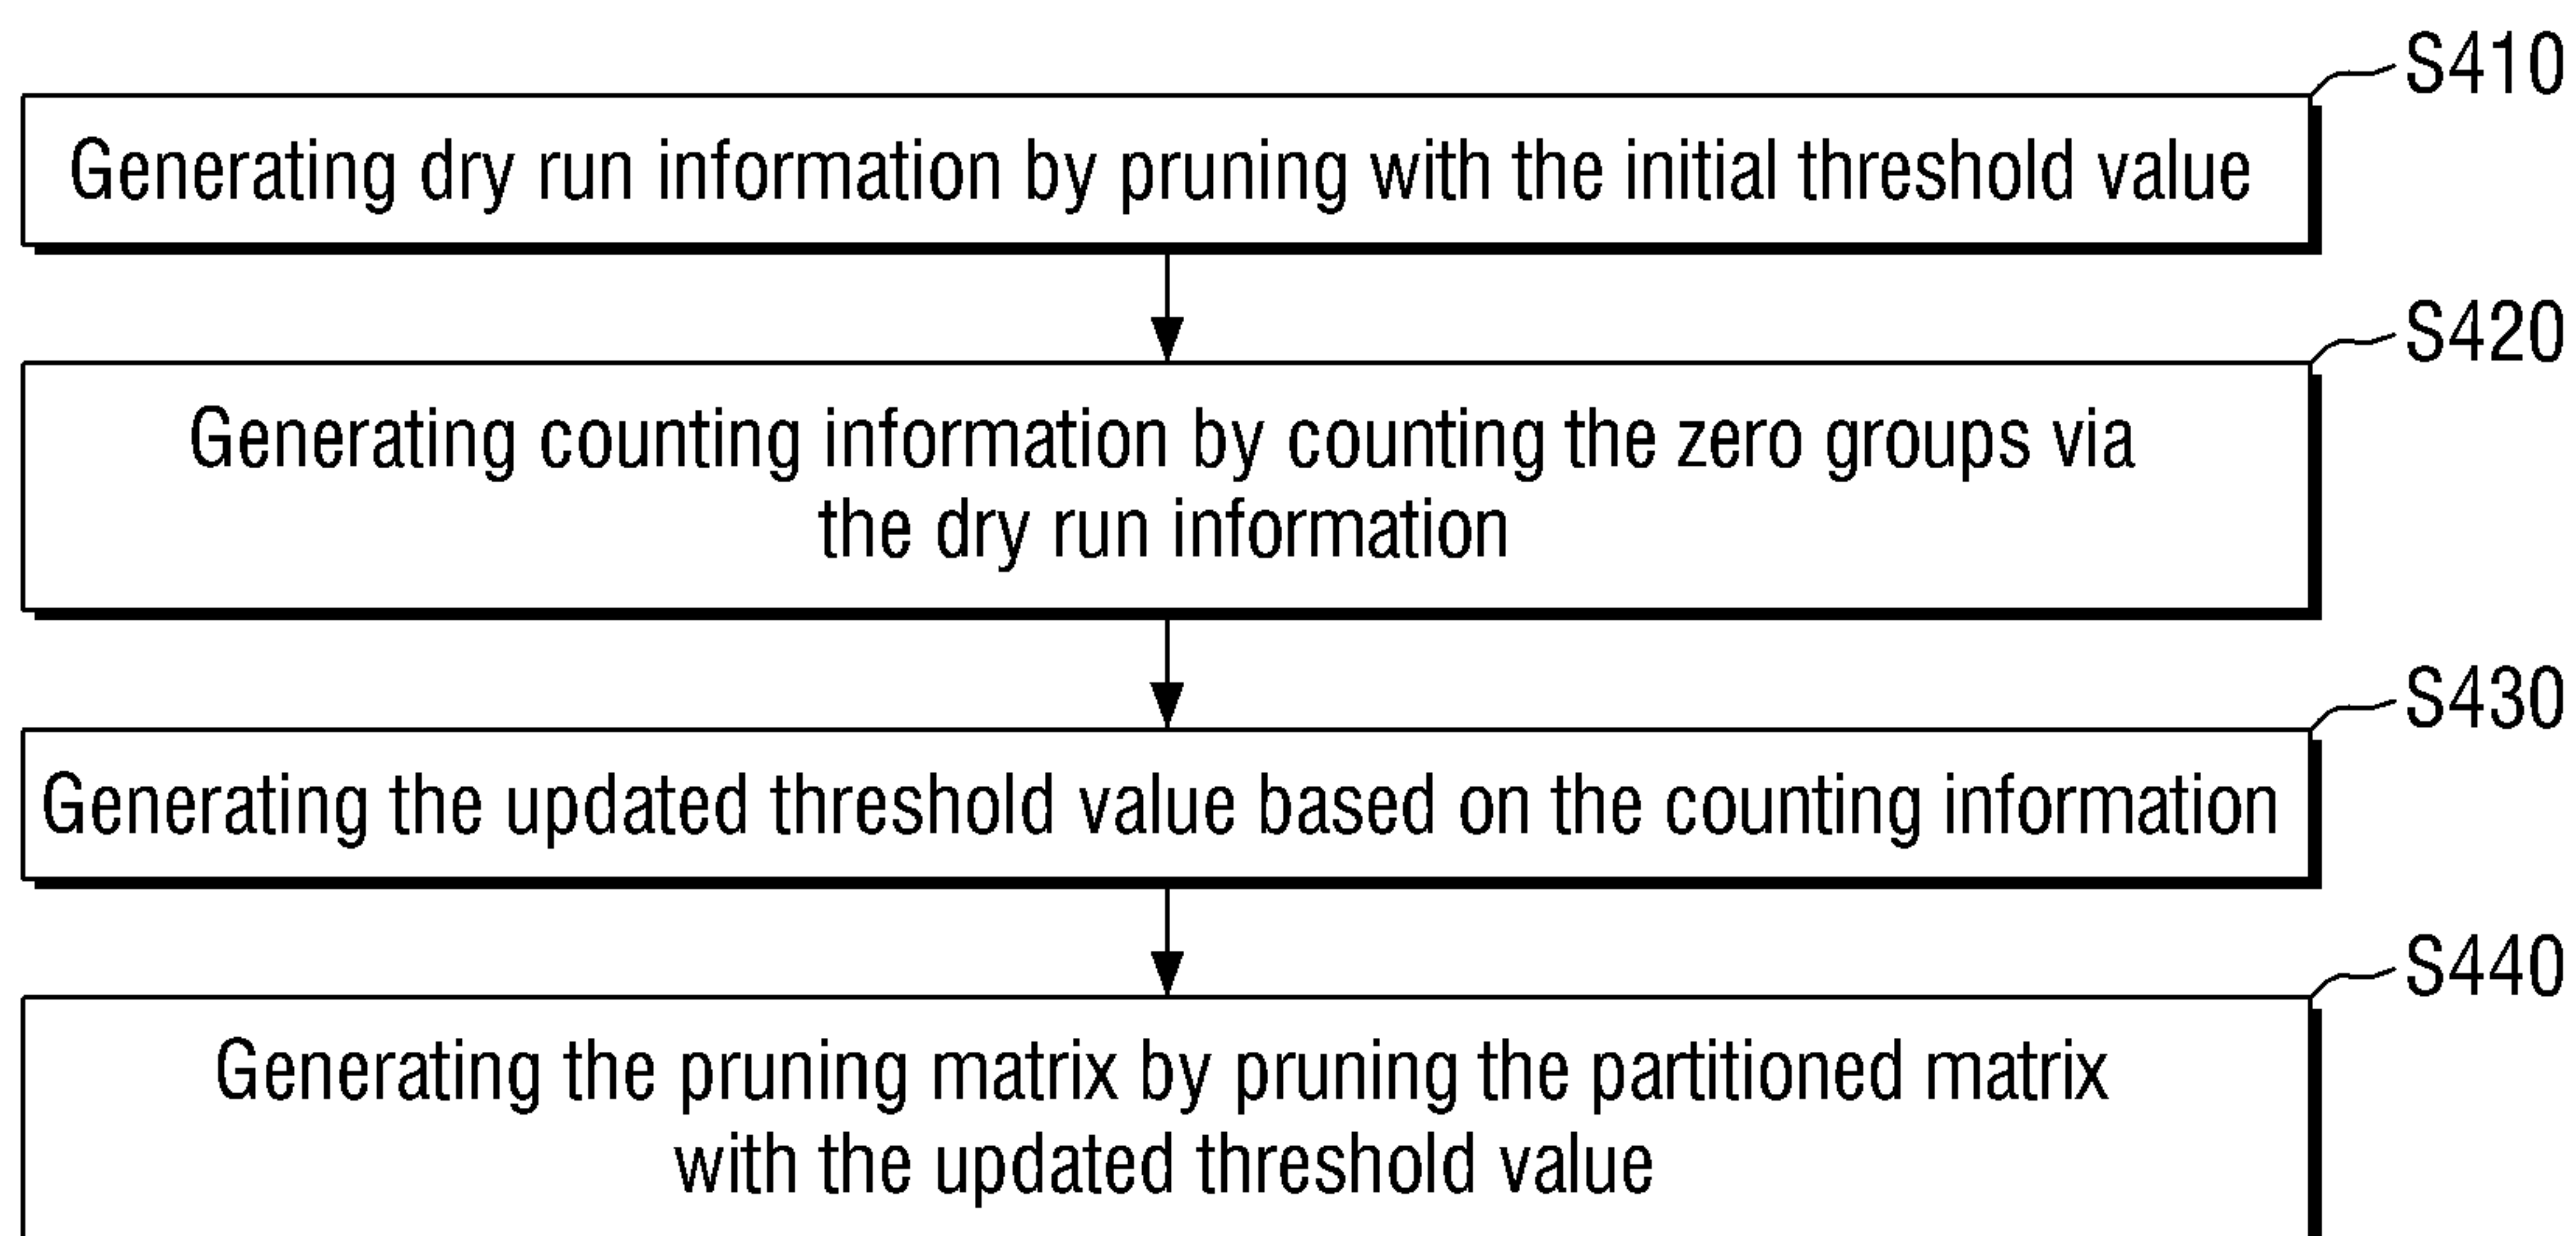 S410
Generating dry run information by pruning with the initial threshold value
S420
Generating counting information by counting the zero groups via
the dry run information
S430
Generating the updated threshold value based on the counting information
S440
Generating the pruning matrix by pruning the partitioned matrix
with the updated threshold value